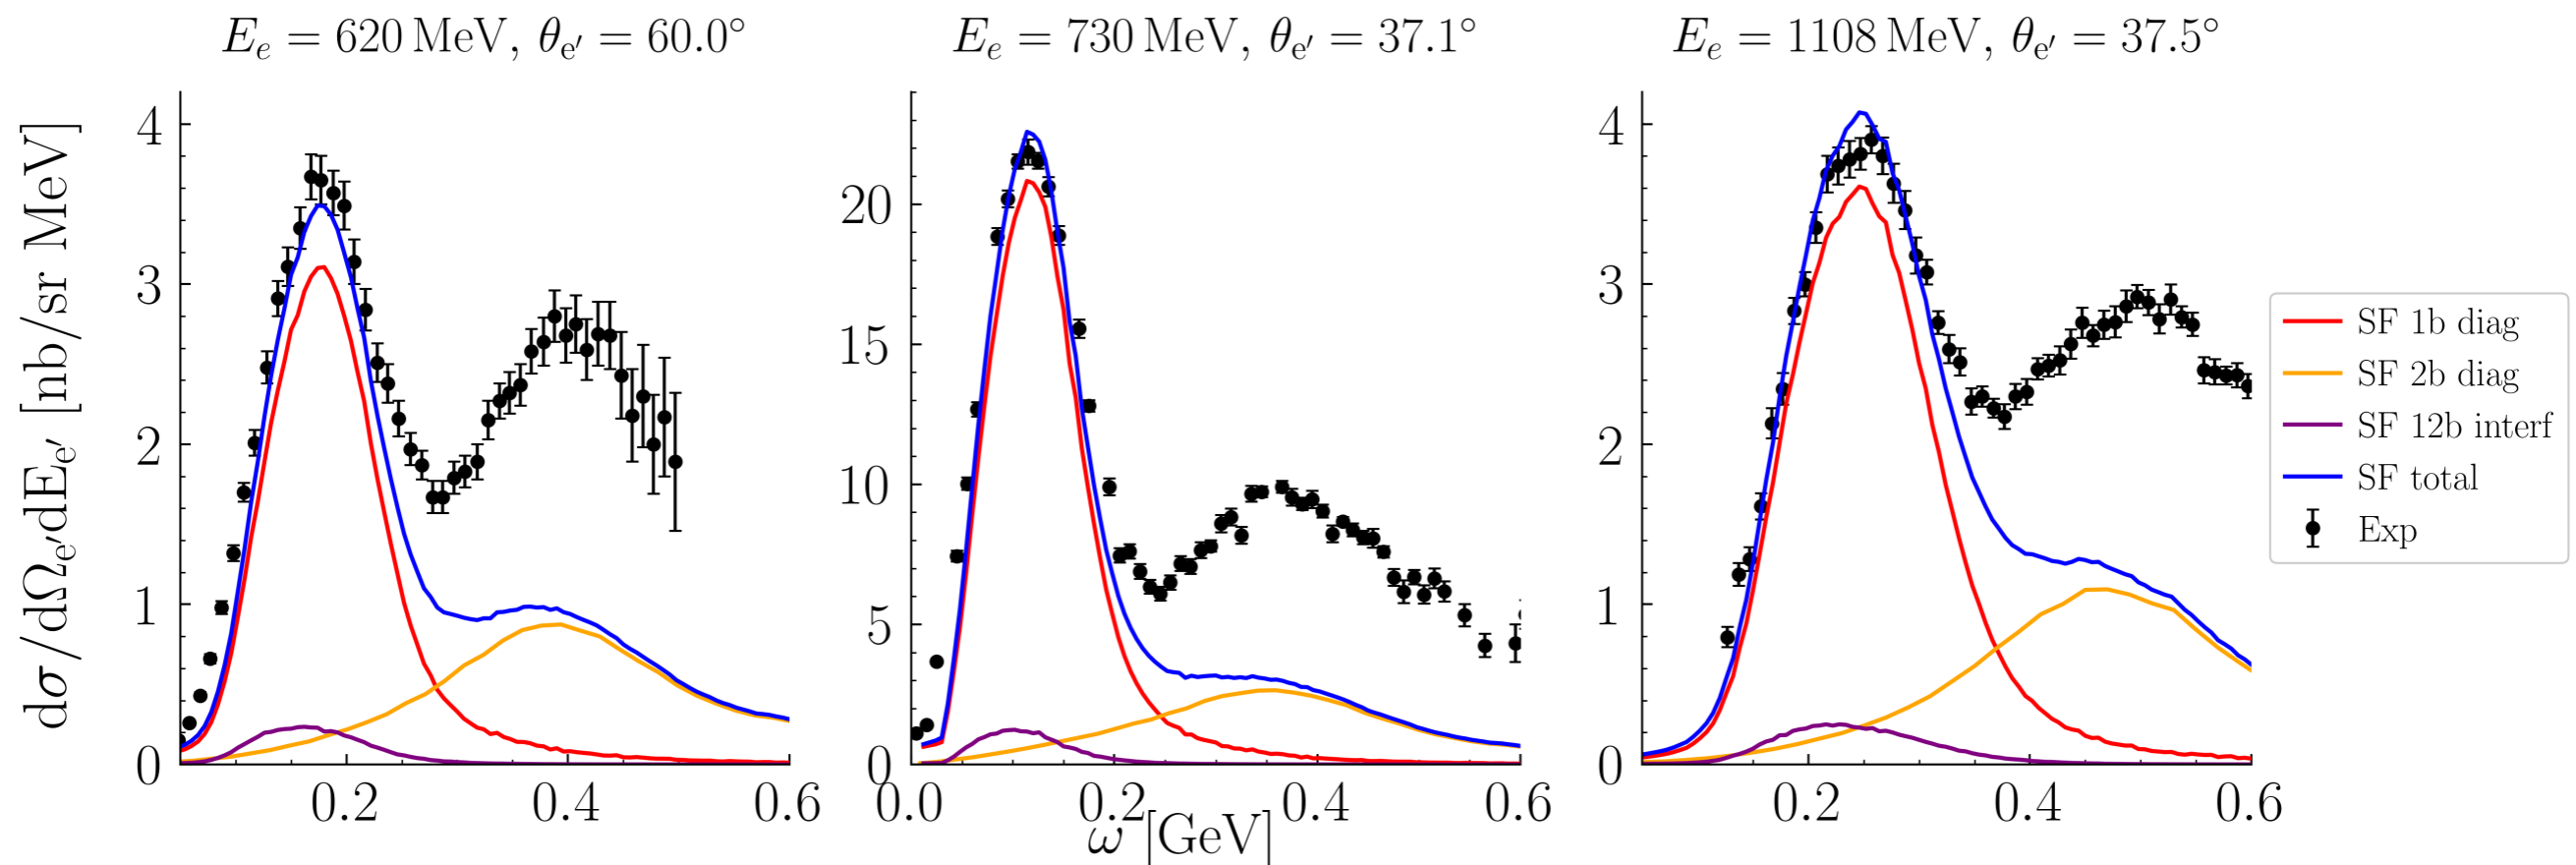 E_e = 620 MeV, θ_e′ = 60.0°
E_e = 730 MeV, θ_e′ = 37.1°
E_e = 1108 MeV, θ_e′ = 37.5°
dσ/dΩ_e′dE_e′ [nb/sr MeV]
4
3
2
1
0
0.2
0.4
0.6
20
15
10
5
0
0.0
0.2
0.4
0.6
ω [GeV]
4
3
2
1
0
0.2
0.4
0.6
SF 1b diag
SF 2b diag
SF 12b interf
SF total
Exp